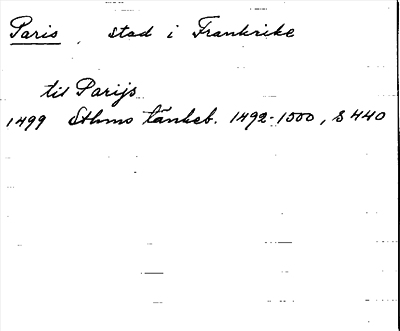 Paris, stad i Frankrike
til Parijs
1499 Sthms tänkeb. 1492-1500, s 440